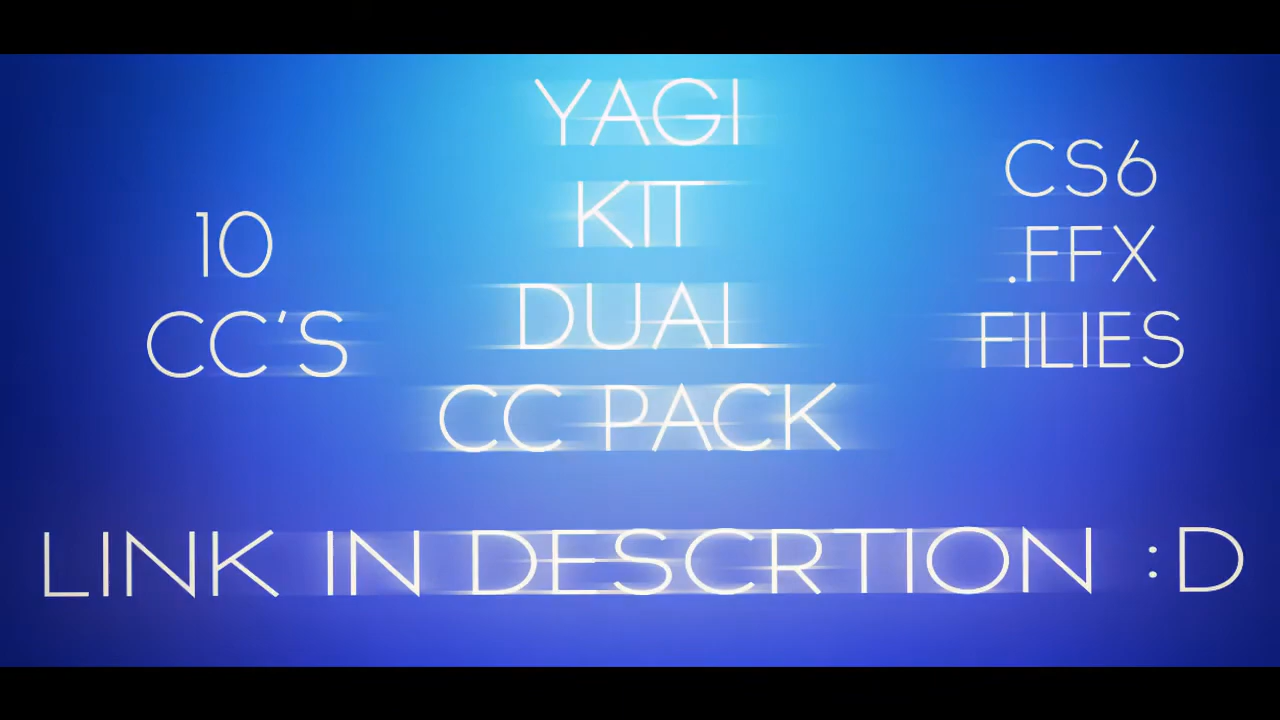 YAGI
KIT
DUAL
CC PACK
10
CC'S
CS6
.FFX
FILIES
LINK IN DESCRTION :D